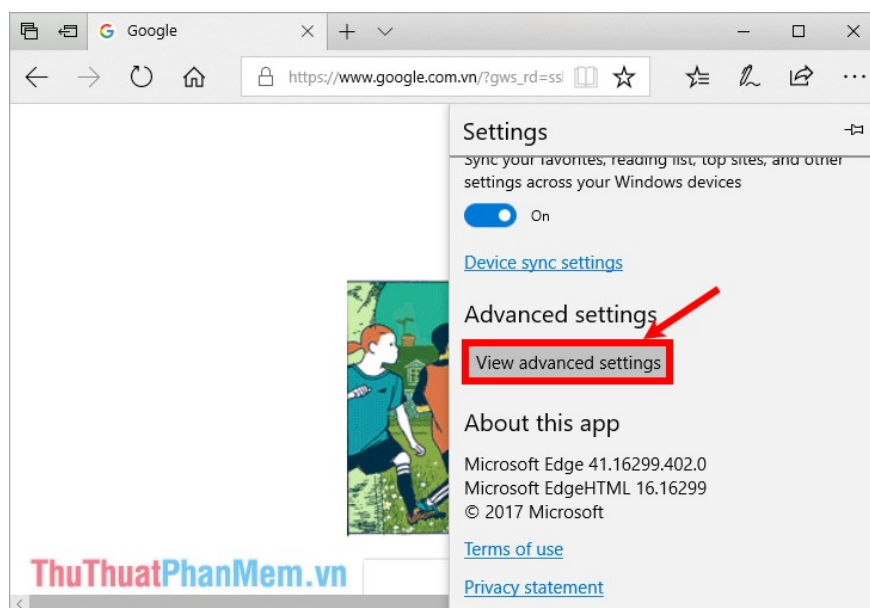 Google
https://www.google.com.vn/?gws_rd=ssl
Settings
Sync your favorites, reading list, top sites, and other
settings across your Windows devices
On
Device sync settings
Advanced settings
View advanced settings
About this app
Microsoft Edge 41.16299.402.0
Microsoft EdgeHTML 16.16299
© 2017 Microsoft
Terms of use
Privacy statement
ThuThuatPhanMem.vn